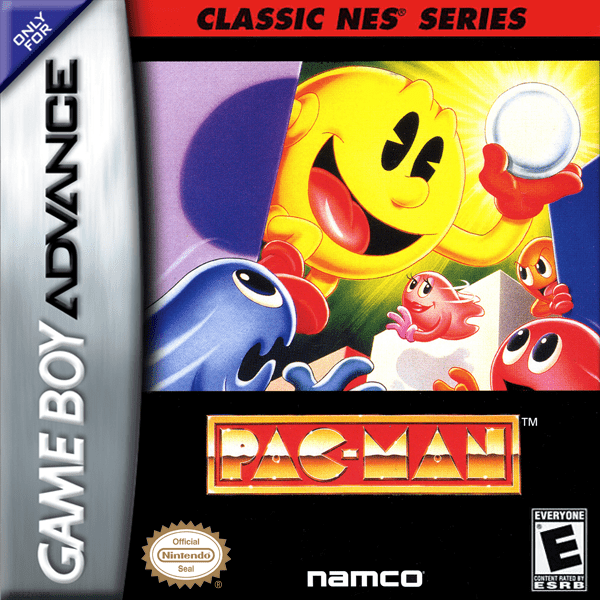 ONLY
FOR
CLASSIC NES® SERIES
GAME BOY ADVANCE
PAC-MAN™
Official
Nintendo
Seal
®
namco®
EVERYONE
E
CONTENT RATED BY
ESRB